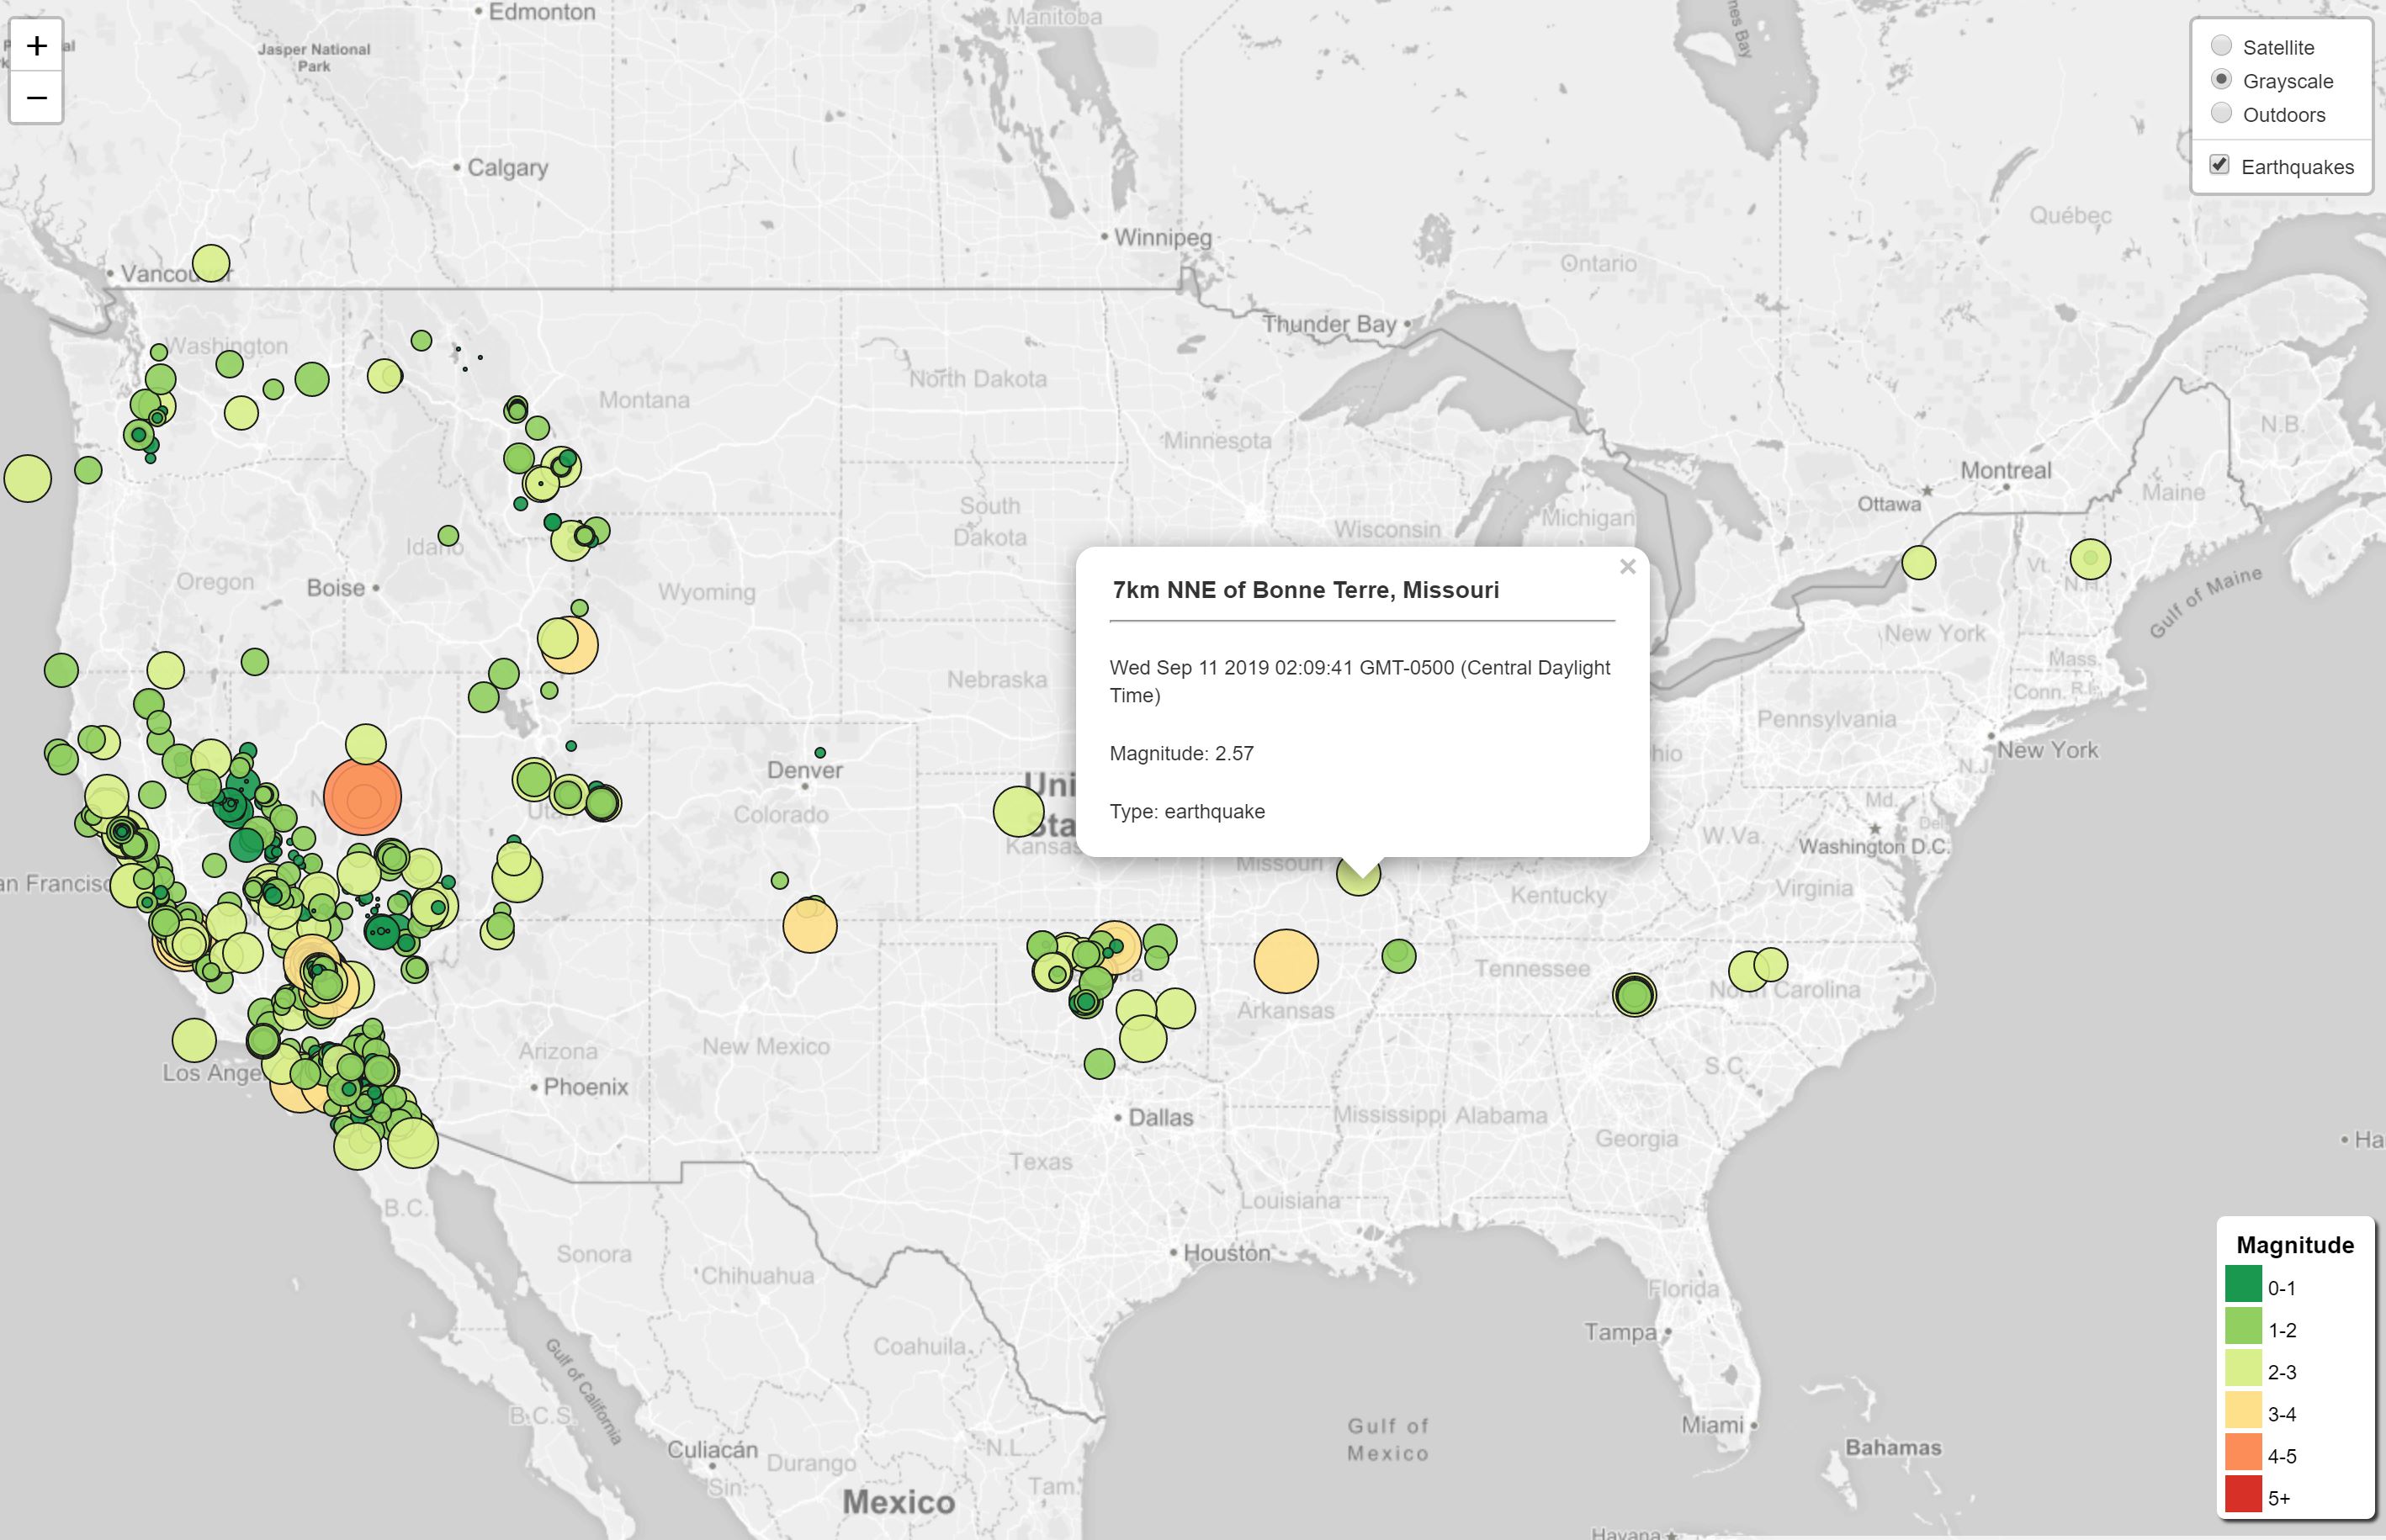 Edmonton
Manitoba
+
−
Jasper National
Park
Satellite
Grayscale
Outdoors
Earthquakes
Calgary
Québec
Winnipeg
Ontario
Vancouver
Thunder Bay
Washington
North Dakota
Montana
Minnesota
N.B.
Montreal
Maine
Ottawa
South
Dakota
Wisconsin
Michigan
Idaho
Oregon
Boise
Wyoming
Vt.
N.H.
Gulf of Maine
New York
Mass.
Conn. R.I.
Nebraska
Pennsylvania
New York
N.J.
×
7km NNE of Bonne Terre, Missouri
Wed Sep 11 2019 02:09:41 GMT-0500 (Central Daylight
Time)
Magnitude: 2.57
Type: earthquake
Denver
Colorado
Utah
Uni
Sta
Kansas
Md.
Del.
W.Va.
Washington D.C.
Missouri
an Francisco
Kentucky
Virginia
Tennessee
North Carolina
Arkansas
Arizona
New Mexico
Los Ange
Phoenix
S.C.
Dallas
Mississippi
Alabama
Georgia
Ha
Texas
B.C.
Louisiana
Sonora
Houston
Chihuahua
Florida
Tampa
Coahuila
Gulf of California
B.C.S.
Gulf of
Mexico
Miami
Bahamas
Culiacán
Durango
N.L.
Sin.
Tam.
Mexico
Havana
Magnitude
0-1
1-2
2-3
3-4
4-5
5+